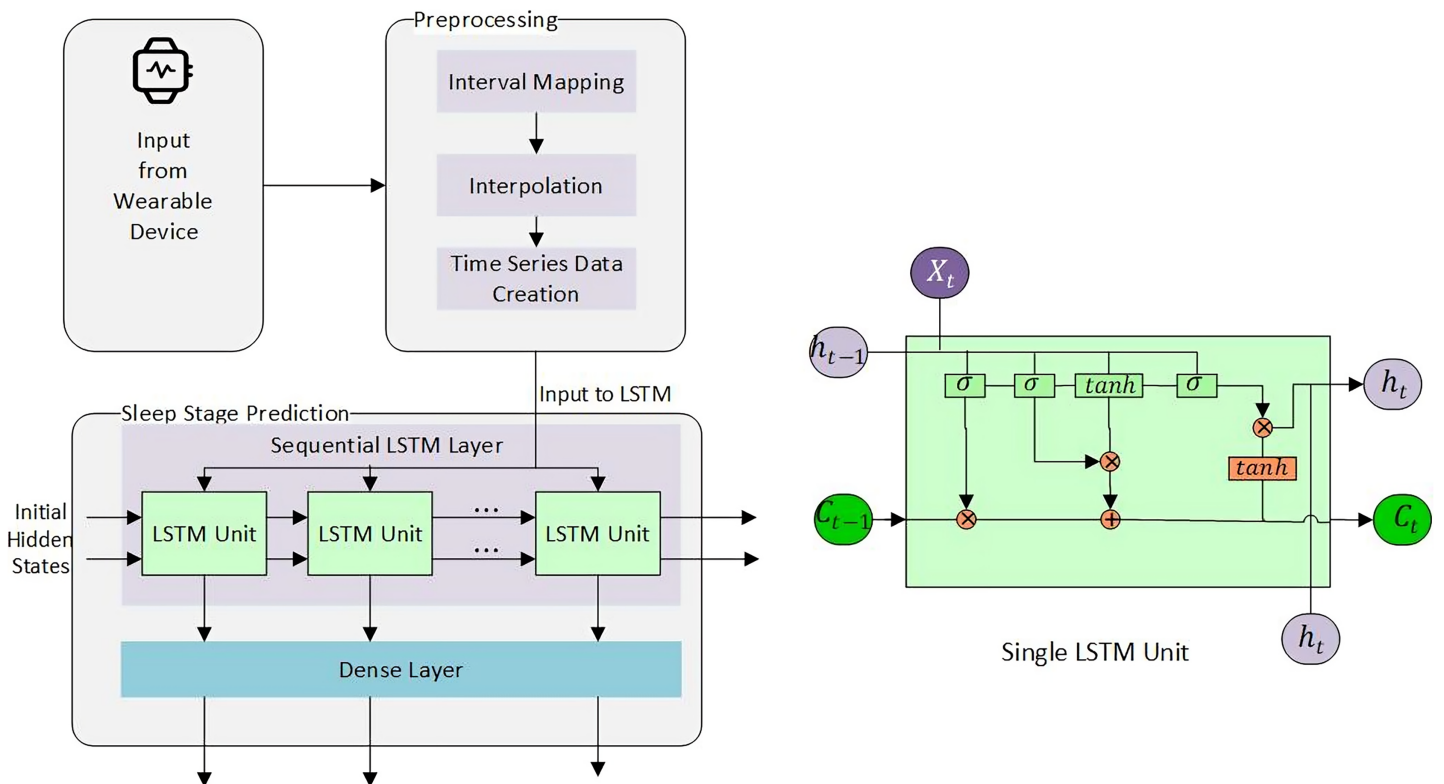 Preprocessing
Input
from
Wearable
Device
Interval Mapping
Interpolation
Time Series Data
Creation
Input to LSTM
Sleep Stage Prediction
Sequential LSTM Layer
Initial
Hidden
States
LSTM Unit
LSTM Unit
...
...
LSTM Unit
Dense Layer
X_t
h_{t-1}
σ
σ
tanh
σ
h_t
×
×
tanh
C_{t-1}
×
+
C_t
h_t
Single LSTM Unit